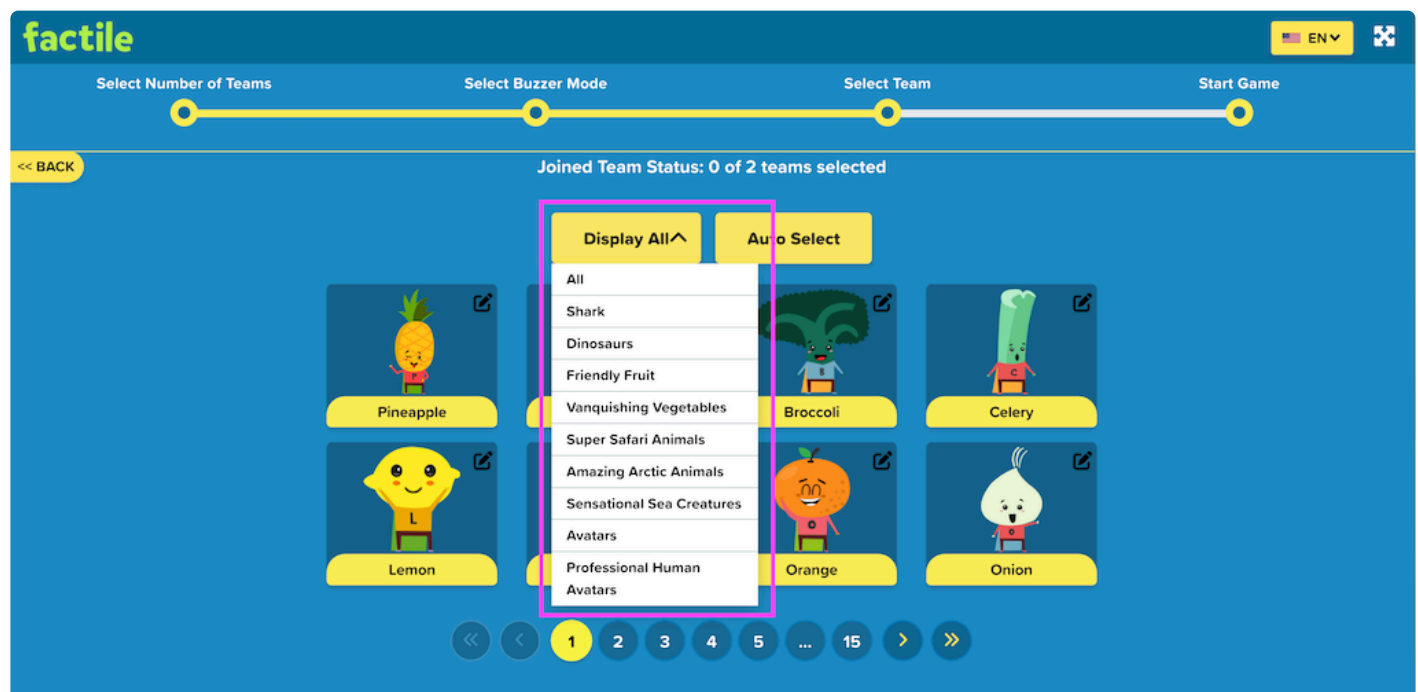 factile
EN
Select Number of Teams
Select Buzzer Mode
Select Team
Start Game
<< BACK
Joined Team Status: 0 of 2 teams selected
Display All
Auto Select
All
Shark
Dinosaurs
Friendly Fruit
Vanquishing Vegetables
Super Safari Animals
Amazing Arctic Animals
Sensational Sea Creatures
Avatars
Professional Human
Avatars
P
B
C
Pineapple
Broccoli
Celery
L
O
O
Lemon
Orange
Onion
« ‹ 1 2 3 4 5 ... 15 › »